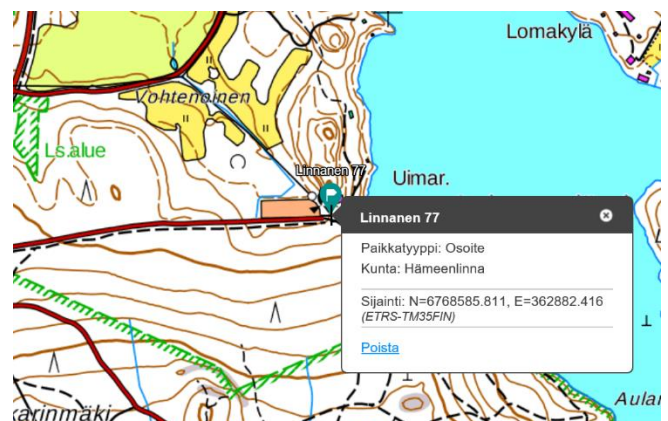 Lomakylä
Vohtenoinen
Ls.alue
Linnanen 77
Uimar.
Linnanen 77
Paikkatyyppi: Osoite
Kunta: Hämeenlinna
Sijainti: N=6768585.811, E=362882.416
(ETRS-TM35FIN)
Poista
Aulan
karinmäki